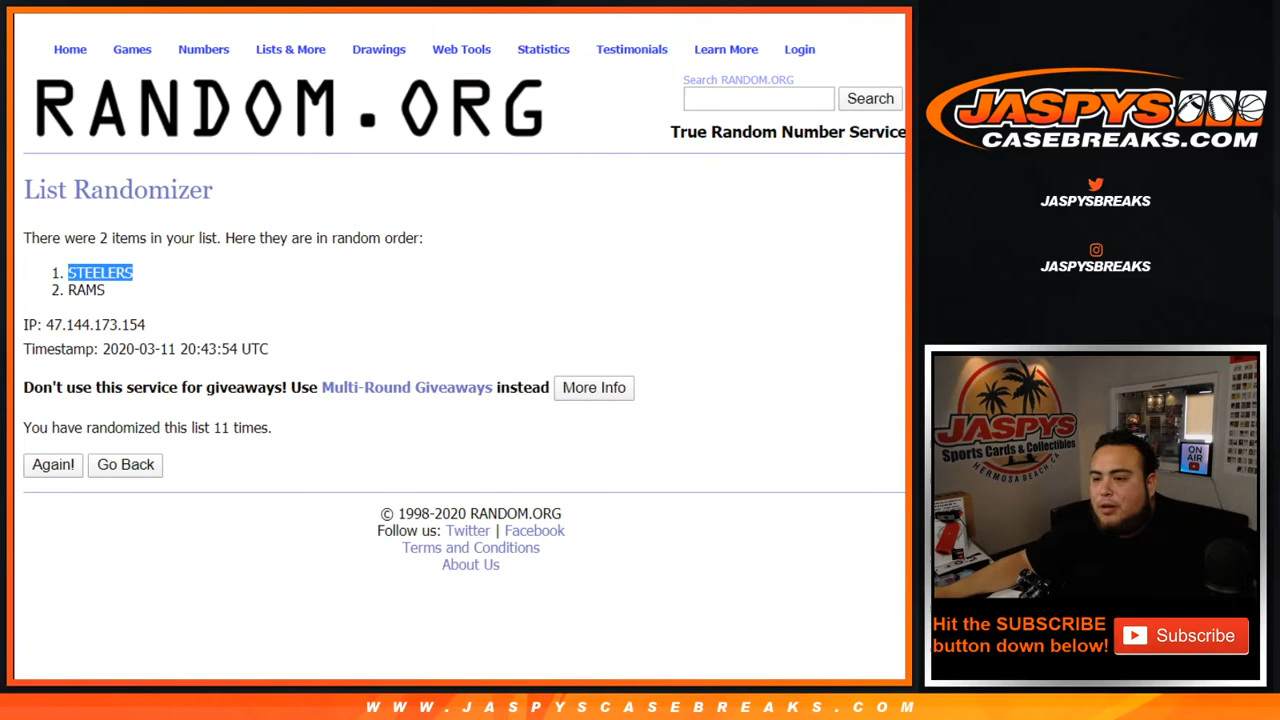 Home Games Numbers Lists & More Drawings Web Tools Statistics Testimonials Learn More Login
Search RANDOM.ORG
RANDOM.ORG
Search
True Random Number Service
List Randomizer
There were 2 items in your list. Here they are in random order:
1. STEELERS
2. RAMS
IP: 47.144.173.154
Timestamp: 2020-03-11 20:43:54 UTC
Don't use this service for giveaways! Use Multi-Round Giveaways instead More Info
You have randomized this list 11 times.
Again! Go Back
© 1998-2020 RANDOM.ORG
Follow us: Twitter | Facebook
Terms and Conditions
About Us
JASPYS
CASEBREAKS.COM
JASPYSBREAKS
JASPYSBREAKS
JASPYS
Sports Cards & Collectibles
HERMOSA BEACH, CA
ON
AIR
Hit the SUBSCRIBE
button down below!
Subscribe
WWW.JASPYSCASEBREAKS.COM